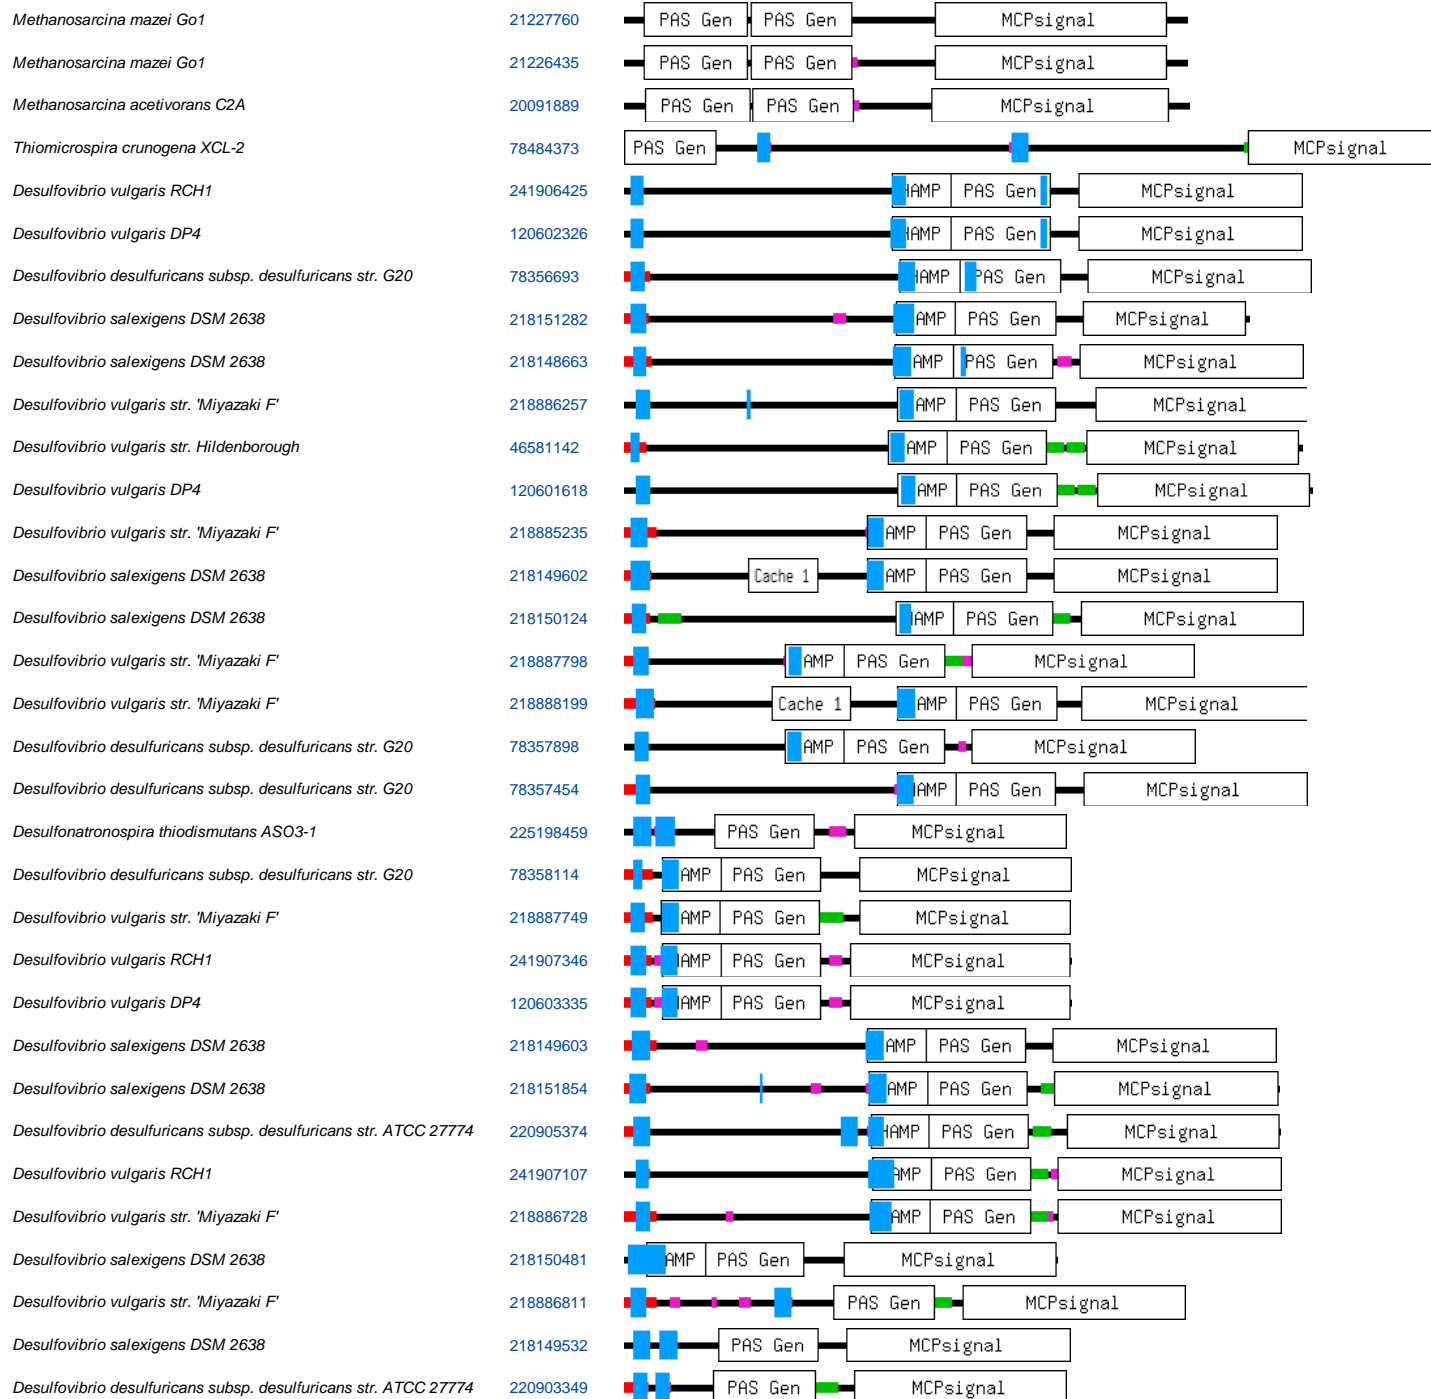 Methanosarcina mazei Go1 21227760 PAS Gen PAS Gen MCPsignal
Methanosarcina mazei Go1 21226435 PAS Gen PAS Gen MCPsignal
Methanosarcina acetivorans C2A 20091889 PAS Gen PAS Gen MCPsignal
Thiomicrospira crunogena XCL-2 78484373 PAS Gen MCPsignal
Desulfovibrio vulgaris RCH1 241906425 HAMP PAS Gen MCPsignal
Desulfovibrio vulgaris DP4 120602326 HAMP PAS Gen MCPsignal
Desulfovibrio desulfuricans subsp. desulfuricans str. G20 78356693 HAMP PAS Gen MCPsignal
Desulfovibrio salexigens DSM 2638 218151282 AMP PAS Gen MCPsignal
Desulfovibrio salexigens DSM 2638 218148663 AMP PAS Gen MCPsignal
Desulfovibrio vulgaris str. 'Miyazaki F' 218886257 AMP PAS Gen MCPsignal
Desulfovibrio vulgaris str. Hildenborough 46581142 AMP PAS Gen MCPsignal
Desulfovibrio vulgaris DP4 120601618 AMP PAS Gen MCPsignal
Desulfovibrio vulgaris str. 'Miyazaki F' 218885235 AMP PAS Gen MCPsignal
Desulfovibrio salexigens DSM 2638 218149602 Cache 1 AMP PAS Gen MCPsignal
Desulfovibrio salexigens DSM 2638 218150124 HAMP PAS Gen MCPsignal
Desulfovibrio vulgaris str. 'Miyazaki F' 218887798 AMP PAS Gen MCPsignal
Desulfovibrio vulgaris str. 'Miyazaki F' 218888199 Cache 1 AMP PAS Gen MCPsignal
Desulfovibrio desulfuricans subsp. desulfuricans str. G20 78357898 AMP PAS Gen MCPsignal
Desulfovibrio desulfuricans subsp. desulfuricans str. G20 78357454 HAMP PAS Gen MCPsignal
Desulfonatronospira thiodismutans ASO3-1 225198459 PAS Gen MCPsignal
Desulfovibrio desulfuricans subsp. desulfuricans str. G20 78358114 AMP PAS Gen MCPsignal
Desulfovibrio vulgaris str. 'Miyazaki F' 218887749 AMP PAS Gen MCPsignal
Desulfovibrio vulgaris RCH1 241907346 HAMP PAS Gen MCPsignal
Desulfovibrio vulgaris DP4 120603335 HAMP PAS Gen MCPsignal
Desulfovibrio salexigens DSM 2638 218149603 AMP PAS Gen MCPsignal
Desulfovibrio salexigens DSM 2638 218151854 AMP PAS Gen MCPsignal
Desulfovibrio desulfuricans subsp. desulfuricans str. ATCC 27774 220905374 HAMP PAS Gen MCPsignal
Desulfovibrio vulgaris RCH1 241907107 AMP PAS Gen MCPsignal
Desulfovibrio vulgaris str. 'Miyazaki F' 218886728 AMP PAS Gen MCPsignal
Desulfovibrio salexigens DSM 2638 218150481 AMP PAS Gen MCPsignal
Desulfovibrio vulgaris str. 'Miyazaki F' 218886811 PAS Gen MCPsignal
Desulfovibrio salexigens DSM 2638 218149532 PAS Gen MCPsignal
Desulfovibrio desulfuricans subsp. desulfuricans str. ATCC 27774 220903349 PAS Gen MCPsignal